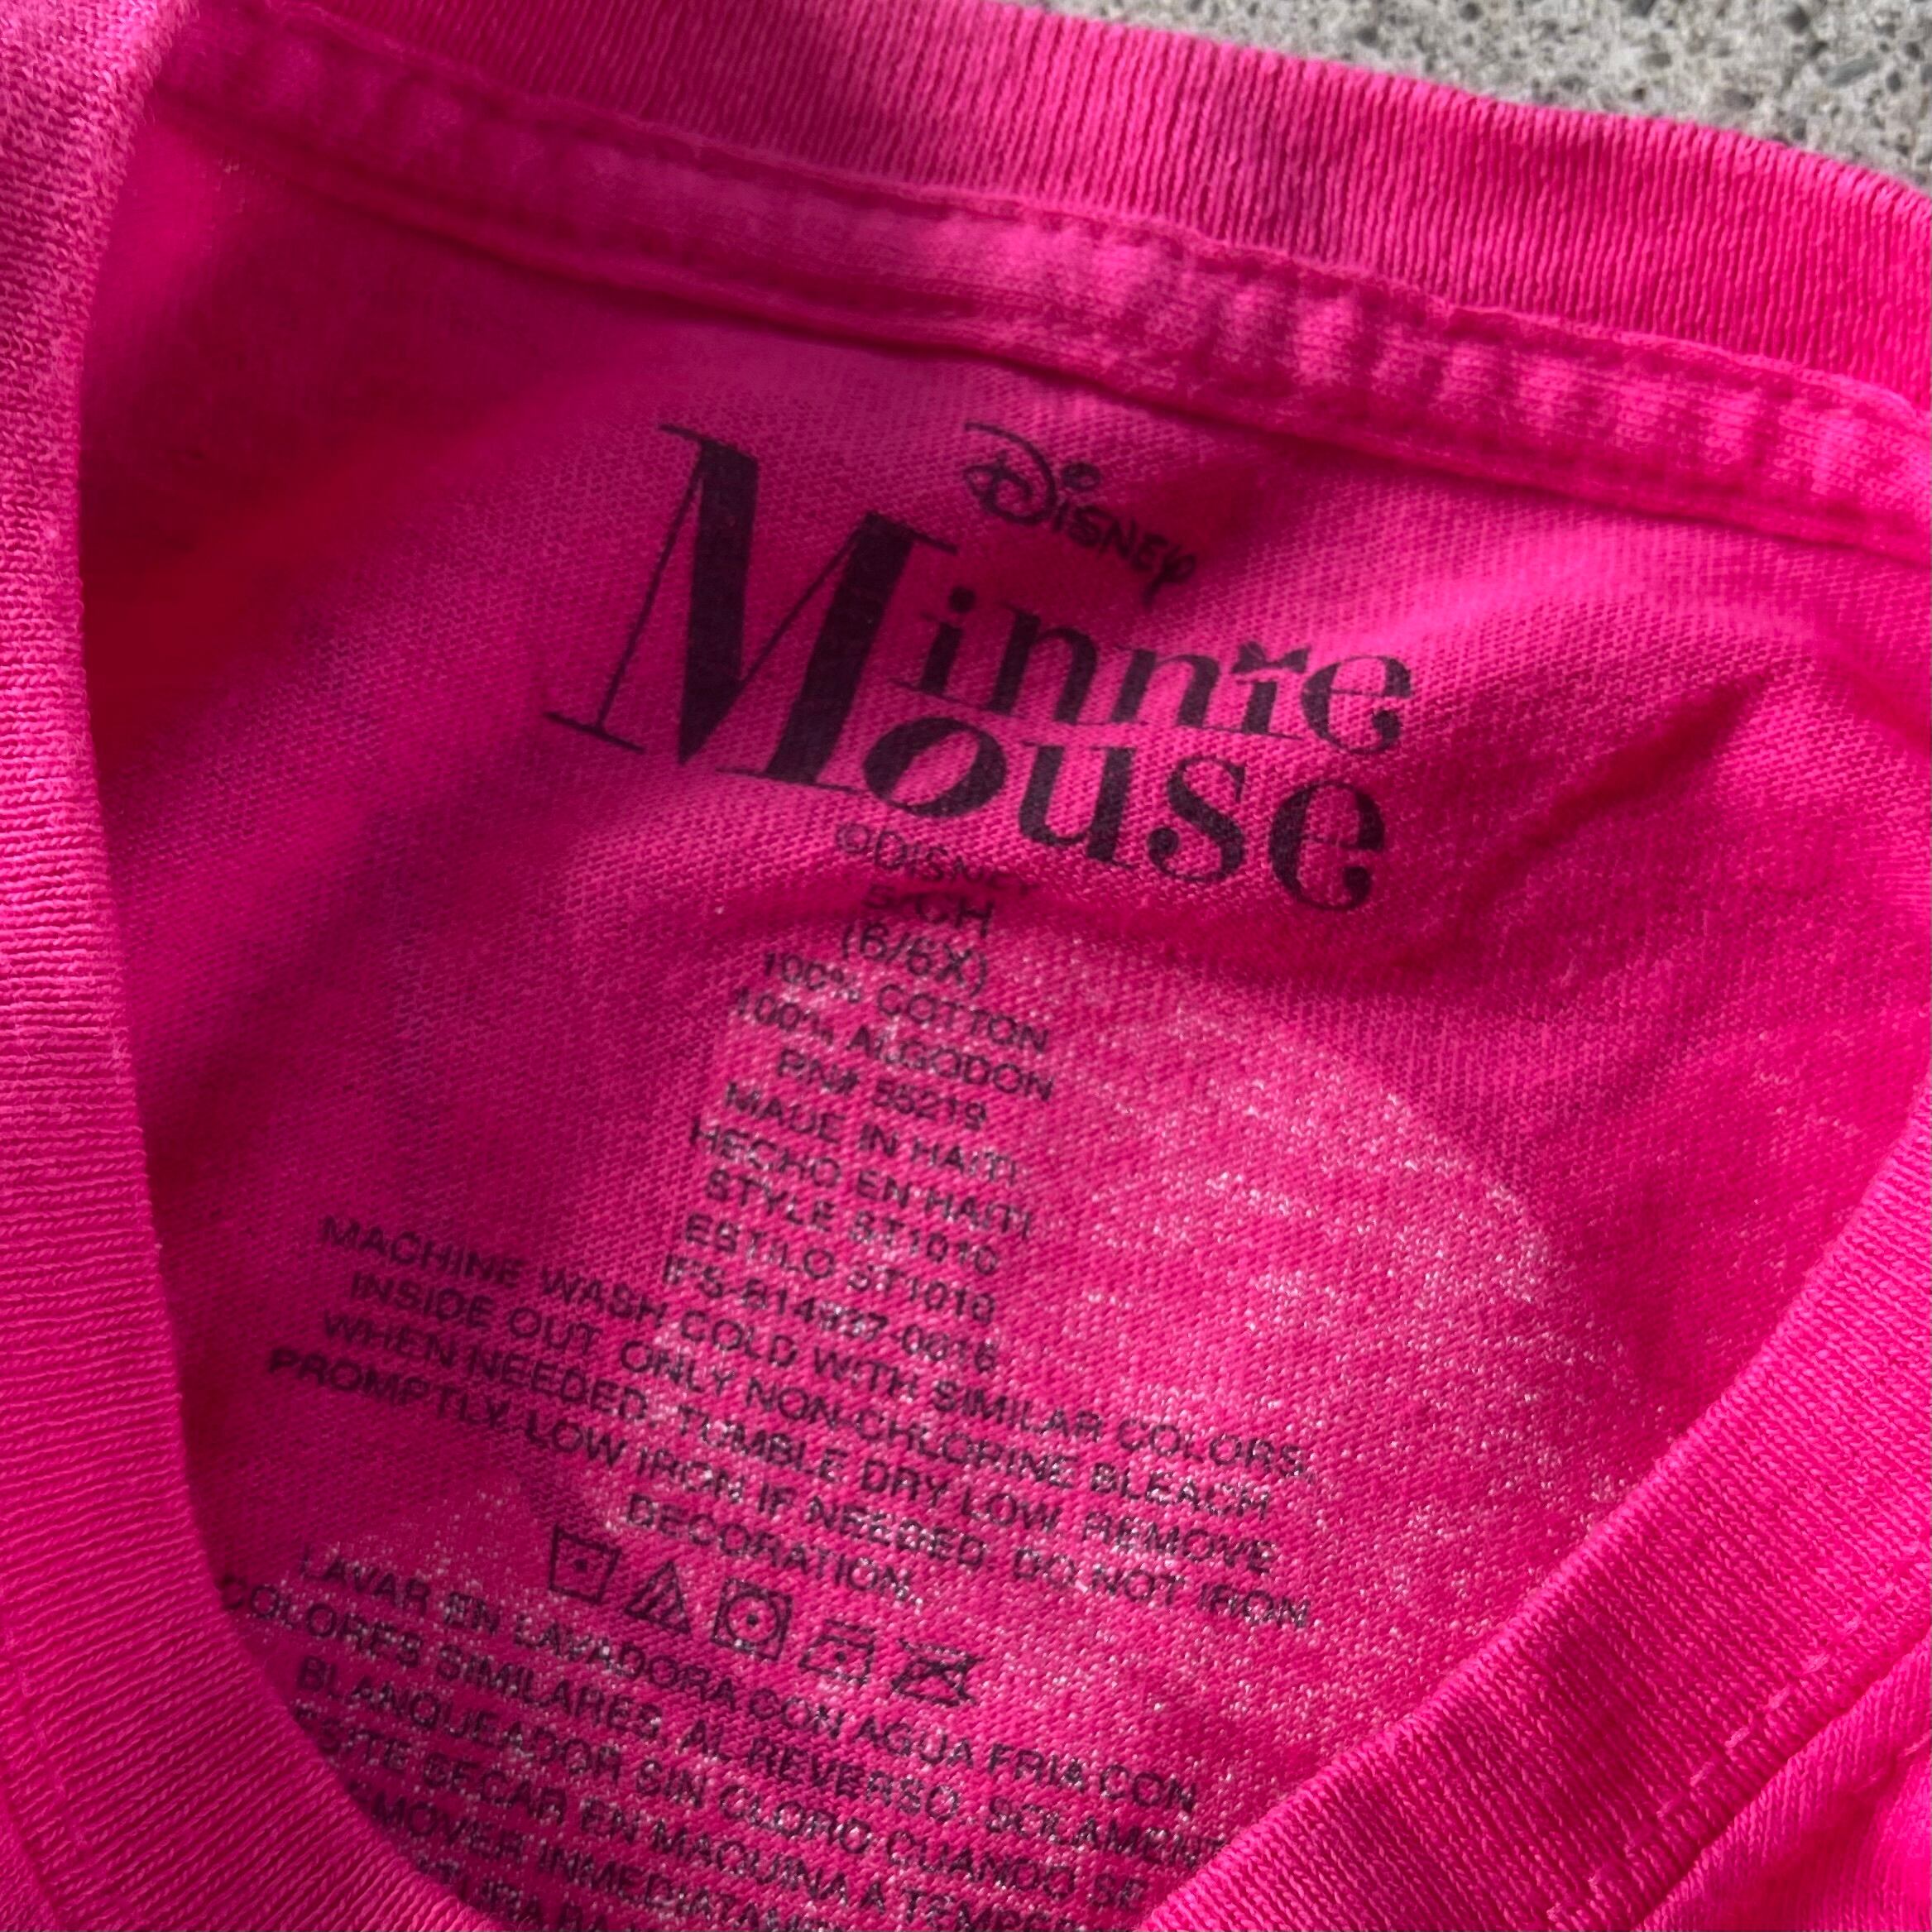 Disney
Minnie
Mouse
©DISNEY
S/CH
(6/6X)
100% COTTON
100% ALGODON
RN# 55219
MADE IN HAITI
HECHO EN HAITI
STYLE ST1010
ESTILO ST1010
MACHINE WASH COLD WITH SIMILAR COLORS,
INSIDE OUT. ONLY NON-CHLORINE BLEACH
WHEN NEEDED. TUMBLE DRY LOW. REMOVE
PROMPTLY. LOW IRON IF NEEDED. DO NOT IRON
DECORATION.
LAVAR EN LAVADORA CON AGUA FRIA CON
COLORES SIMILARES, AL REVERSO. SOLAMENT
BLANQUEADOR SIN CLORO CUANDO SE
SECAR EN MAQUINA A